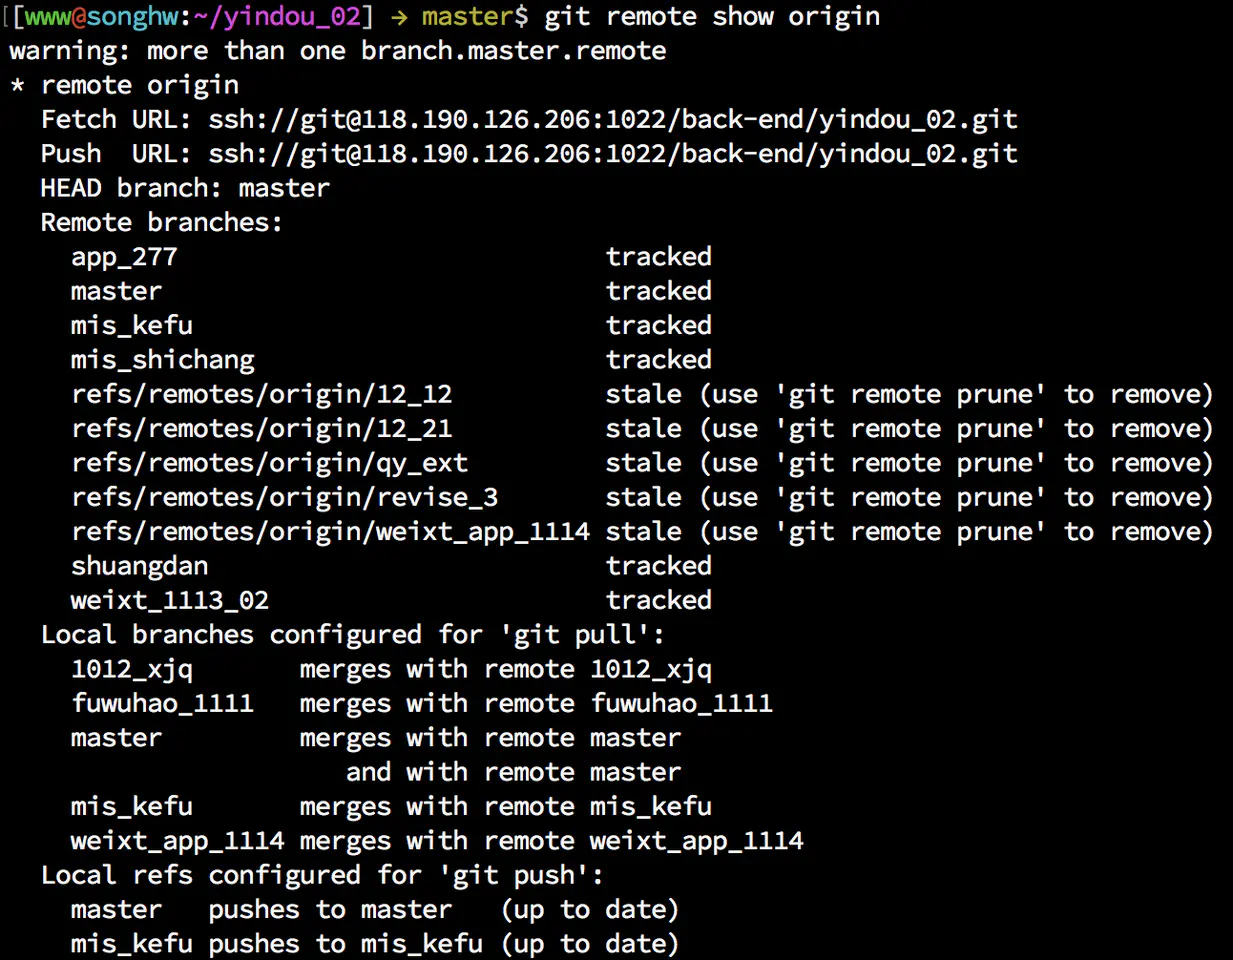 [[www@songhw:~/yindou_02] → master$ git remote show origin
warning: more than one branch.master.remote
* remote origin
  Fetch URL: ssh://git@118.190.126.206:1022/back-end/yindou_02.git
  Push  URL: ssh://git@118.190.126.206:1022/back-end/yindou_02.git
  HEAD branch: master
  Remote branches:
    app_277                            tracked
    master                             tracked
    mis_kefu                           tracked
    mis_shichang                       tracked
    refs/remotes/origin/12_12          stale (use 'git remote prune' to remove)
    refs/remotes/origin/12_21          stale (use 'git remote prune' to remove)
    refs/remotes/origin/qy_ext         stale (use 'git remote prune' to remove)
    refs/remotes/origin/revise_3       stale (use 'git remote prune' to remove)
    refs/remotes/origin/weixt_app_1114 stale (use 'git remote prune' to remove)
    shuangdan                          tracked
    weixt_1113_02                      tracked
  Local branches configured for 'git pull':
    1012_xjq       merges with remote 1012_xjq
    fuwuhao_1111   merges with remote fuwuhao_1111
    master         merges with remote master
                      and with remote master
    mis_kefu       merges with remote mis_kefu
    weixt_app_1114 merges with remote weixt_app_1114
  Local refs configured for 'git push':
    master   pushes to master   (up to date)
    mis_kefu pushes to mis_kefu (up to date)